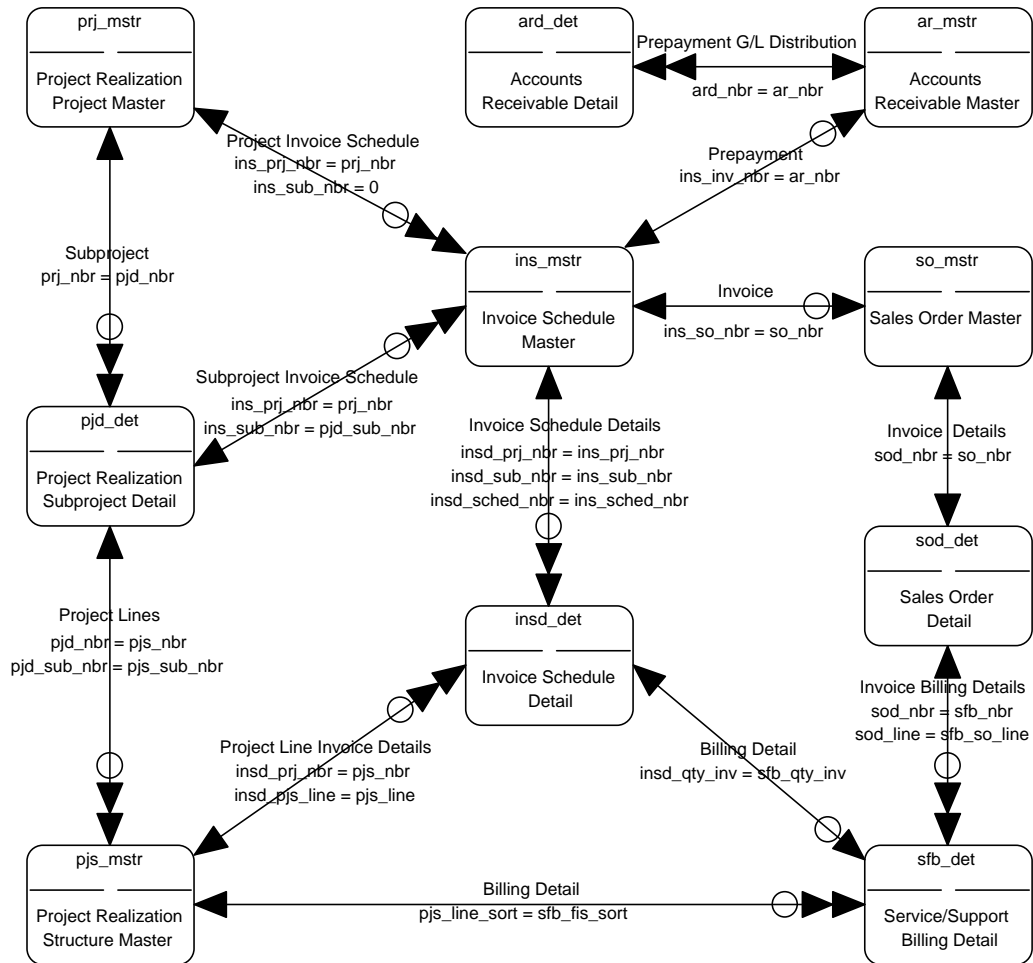 prj_mstr
Project Realization
Project Master
ard_det
Accounts
Receivable Detail
Prepayment G/L Distribution
ard_nbr = ar_nbr
ar_mstr
Accounts
Receivable Master
Project Invoice Schedule
ins_prj_nbr = prj_nbr
ins_sub_nbr = 0
Prepayment
ins_inv_nbr = ar_nbr
Subproject
prj_nbr = pjd_nbr
ins_mstr
Invoice Schedule
Master
Invoice
ins_so_nbr = so_nbr
so_mstr
Sales Order Master
Subproject Invoice Schedule
ins_prj_nbr = prj_nbr
ins_sub_nbr = pjd_sub_nbr
pjd_det
Project Realization
Subproject Detail
Invoice Schedule Details
insd_prj_nbr = ins_prj_nbr
insd_sub_nbr = ins_sub_nbr
insd_sched_nbr = ins_sched_nbr
Invoice Details
sod_nbr = so_nbr
sod_det
Sales Order
Detail
Project Lines
pjd_nbr = pjs_nbr
pjd_sub_nbr = pjs_sub_nbr
insd_det
Invoice Schedule
Detail
Invoice Billing Details
sod_nbr = sfb_nbr
sod_line = sfb_so_line
Project Line Invoice Details
insd_prj_nbr = pjs_nbr
insd_pjs_line = pjs_line
Billing Detail
insd_qty_inv = sfb_qty_inv
pjs_mstr
Project Realization
Structure Master
Billing Detail
pjs_line_sort = sfb_fis_sort
sfb_det
Service/Support
Billing Detail